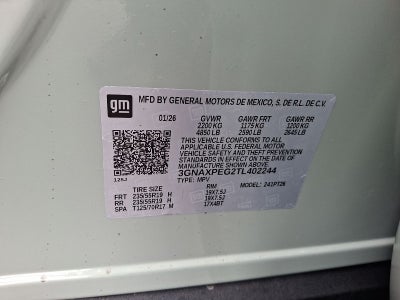 gm MFD BY GENERAL MOTORS DE MEXICO, S. DE R.L. DE C.V.
01/26 GVWR GAWR FRT GAWR RR
2200 KG 1175 KG 1200 KG
4850 LB 2590 LB 2645 LB
THIS VEHICLE CONFORMS TO ALL
APPLICABLE U.S. FEDERAL MOTOR
VEHICLE SAFETY AND THEFT
PREVENTION STANDARDS IN EFFECT ON
THE DATE OF MANUFACTURE SHOWN ABOVE.
3GNAXPEG2TL402244
TYPE: MPV MODEL: 241PT26
TIRE SIZE RIM
FRT 235/55R19 H 19X7.5J
RR 235/55R19 H 19X7.5J
SPA T125/70R17 M 17X4BT